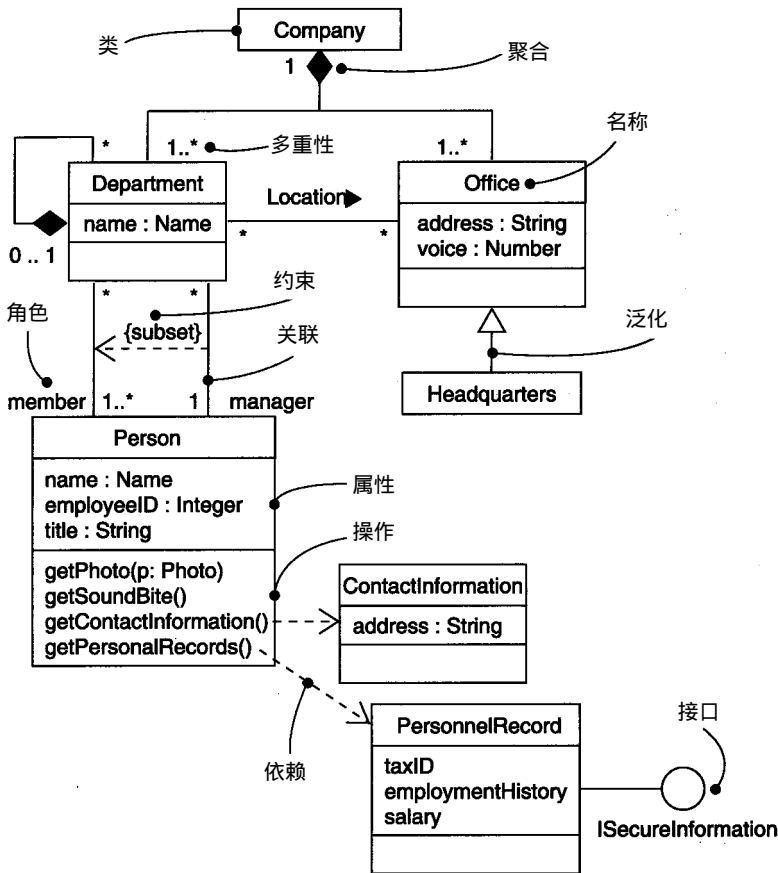 类
Company
1
聚合
*
1..*
多重性
1..*
名称
Department
Office
name : Name
Location
address : String
voice : Number
*
*
0 .. 1
*
*
约束
角色
{subset}
关联
泛化
member
1..*
1
manager
Headquarters
Person
name : Name
employeeID : Integer
title : String
属性
操作
getPhoto(p: Photo)
getSoundBite()
getContactInformation()
getPersonalRecords()
ContactInformation
address : String
依赖
PersonnelRecord
接口
taxID
employmentHistory
salary
ISecureInformation